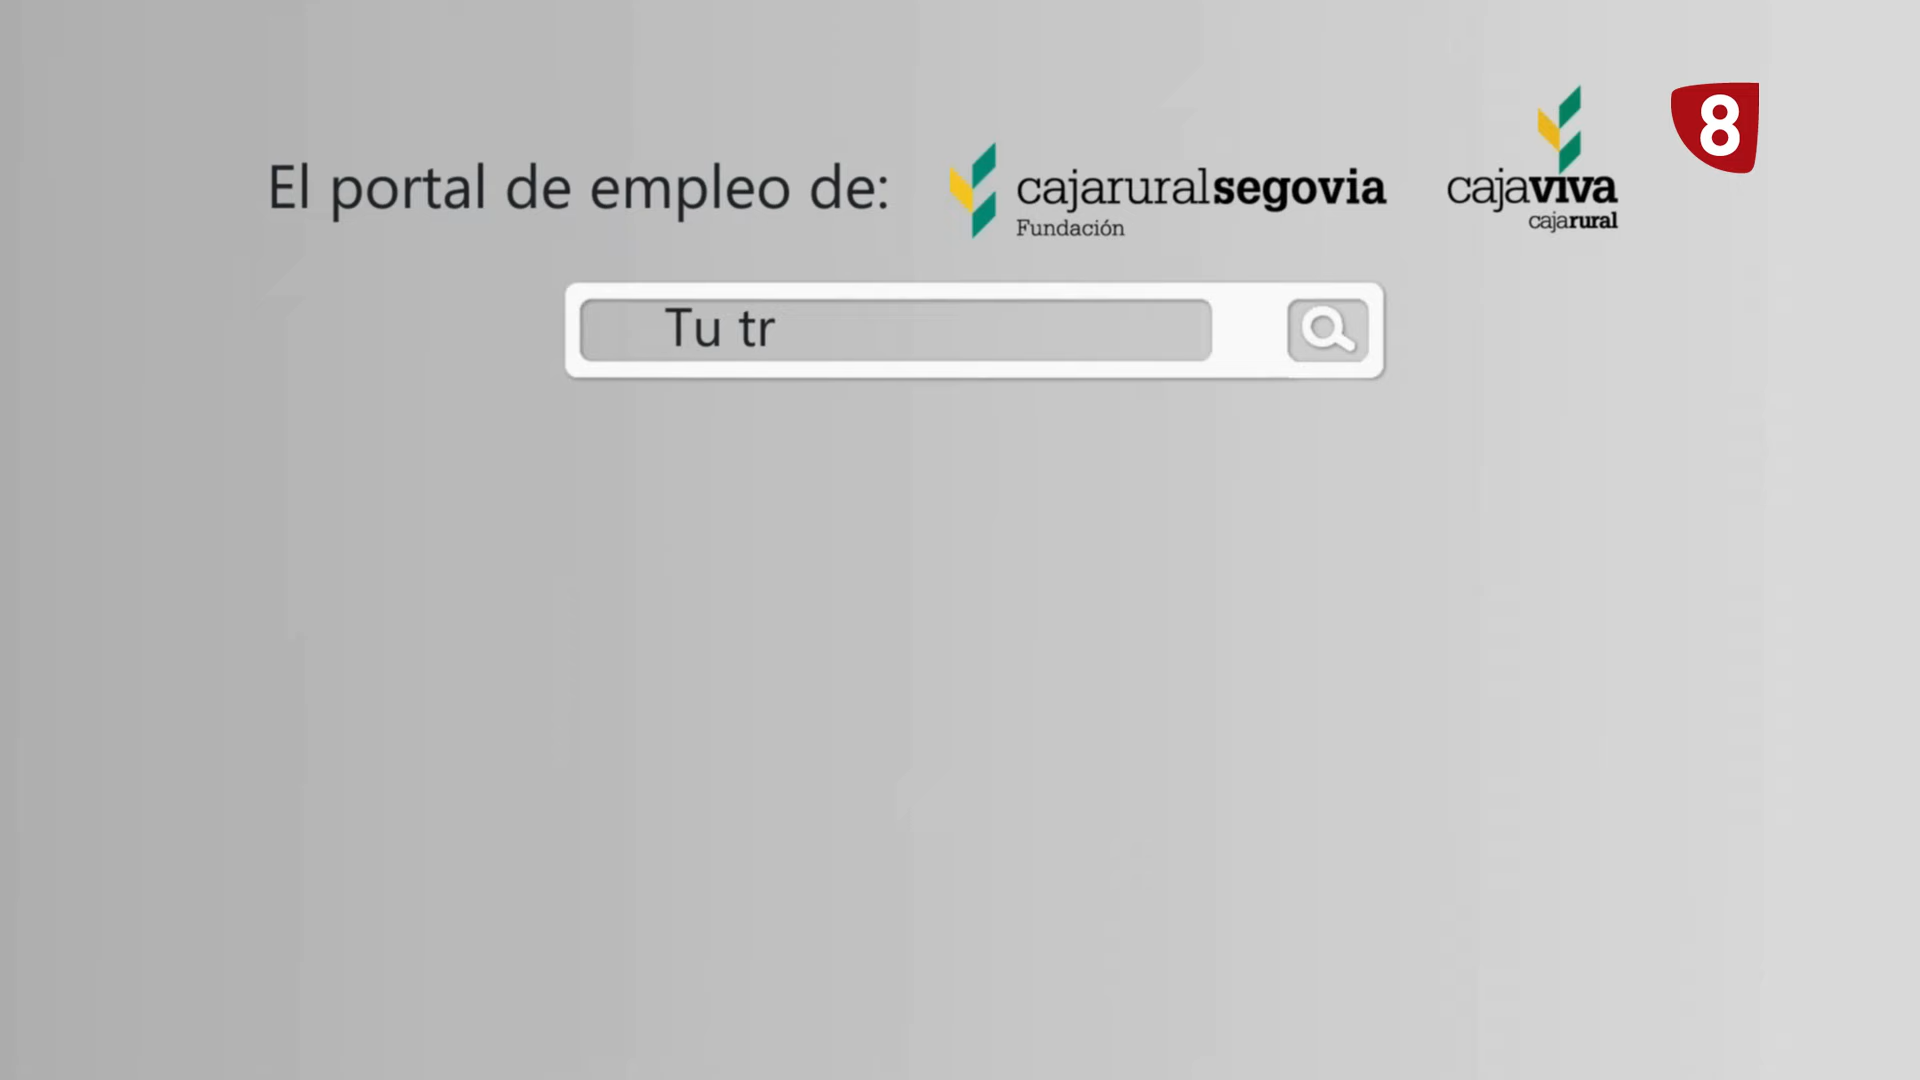 El portal de empleo de:
cajaruralsegovia
Fundación
cajaviva
cajarural
8
Tu tr